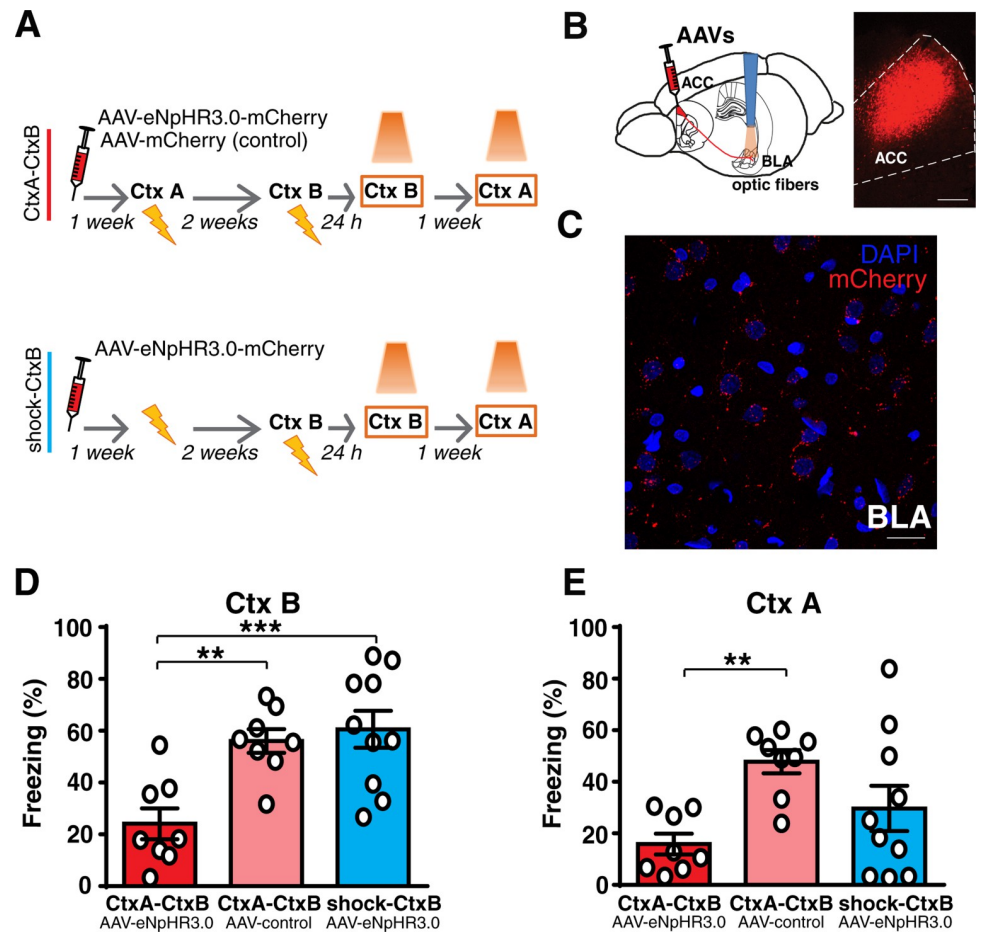 A
CtxA-CtxB
AAV-eNpHR3.0-mCherry
AAV-mCherry (control)
Ctx A
Ctx B
Ctx B
Ctx A
1 week
2 weeks
24 h
1 week
shock-CtxB
AAV-eNpHR3.0-mCherry
Ctx B
Ctx B
Ctx A
1 week
2 weeks
24 h
1 week
B
AAVs
ACC
BLA
optic fibers
ACC
C
DAPI
mCherry
BLA
D
Ctx B
Freezing (%)
100
80
60
40
20
0
***
**
CtxA-CtxB CtxA-CtxB shock-CtxB
AAV-eNpHR3.0 AAV-control AAV-eNpHR3.0
E
Ctx A
Freezing (%)
100
80
60
40
20
0
**
CtxA-CtxB CtxA-CtxB shock-CtxB
AAV-eNpHR3.0 AAV-control AAV-eNpHR3.0